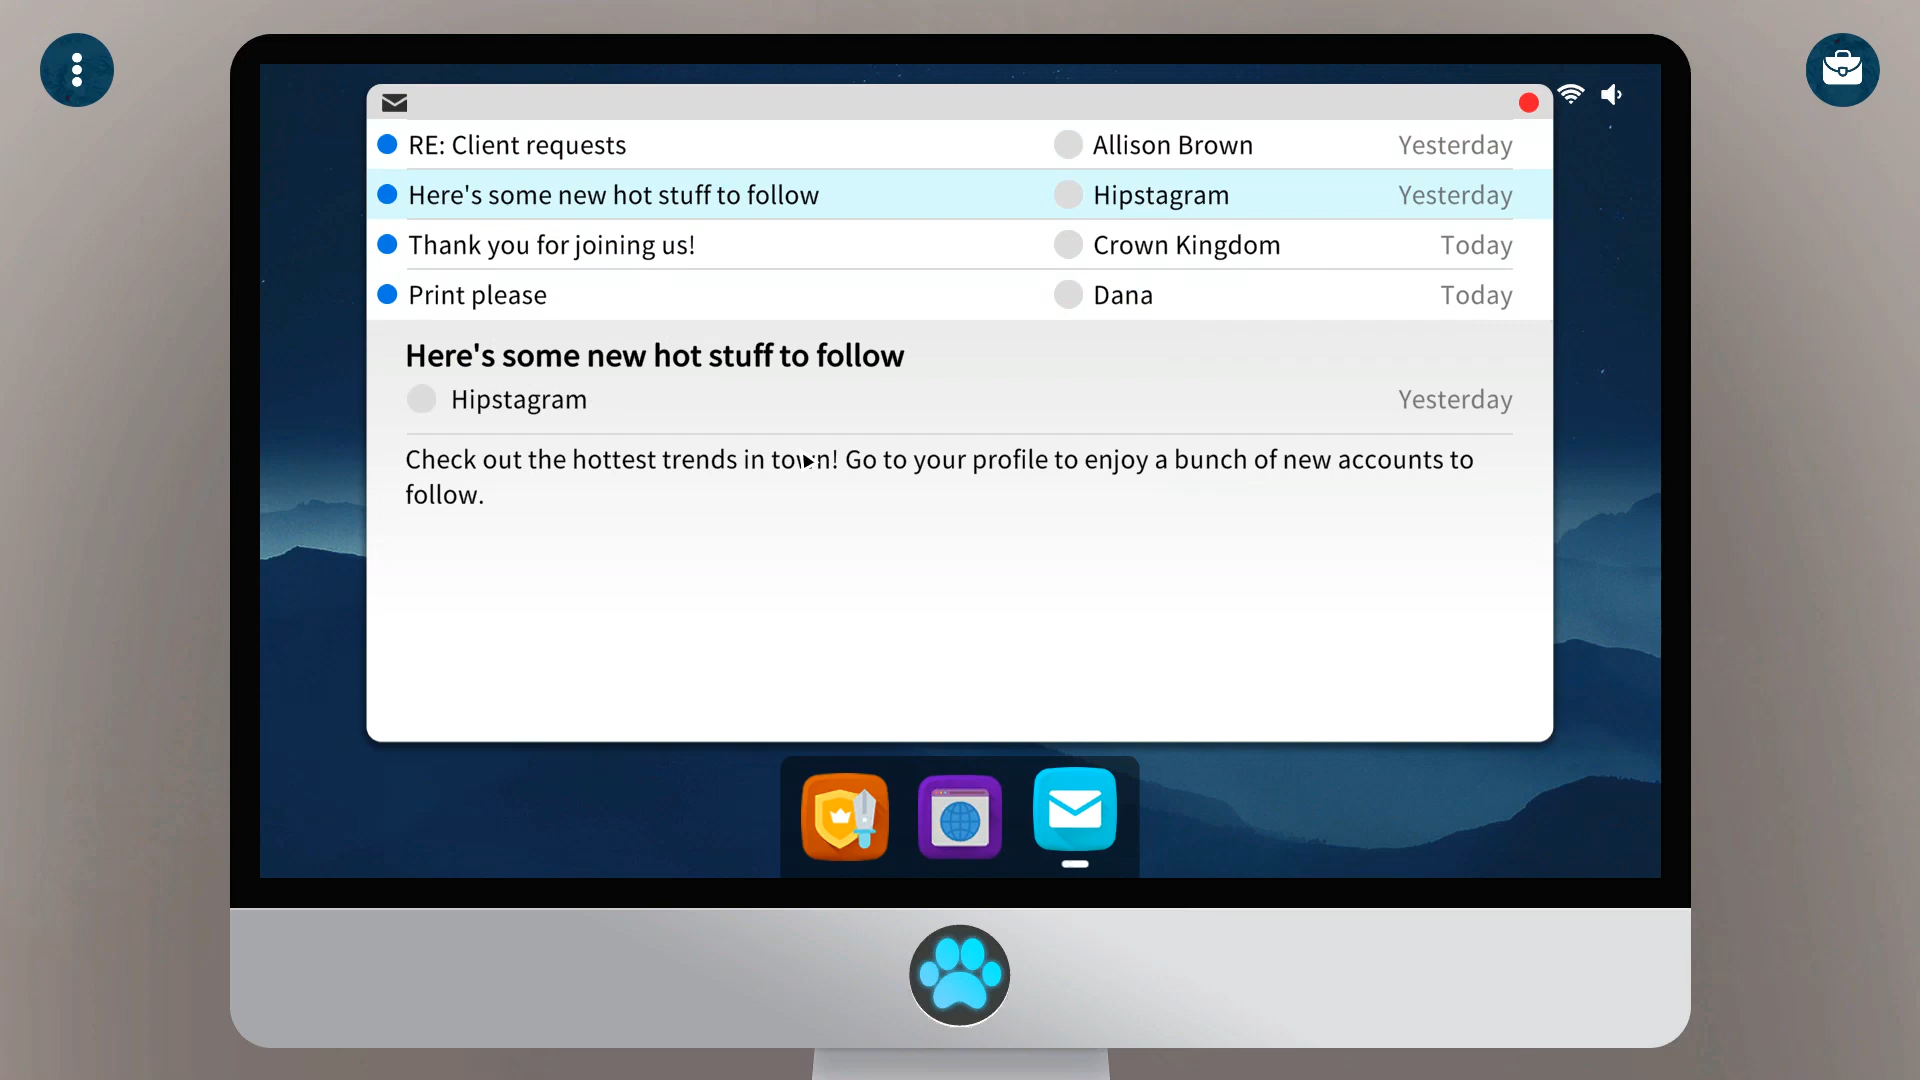 RE: Client requests Allison Brown Yesterday
Here's some new hot stuff to follow Hipstagram Yesterday
Thank you for joining us! Crown Kingdom Today
Print please Dana Today
Here's some new hot stuff to follow
Hipstagram Yesterday
Check out the hottest trends in town! Go to your profile to enjoy a bunch of new accounts to
follow.